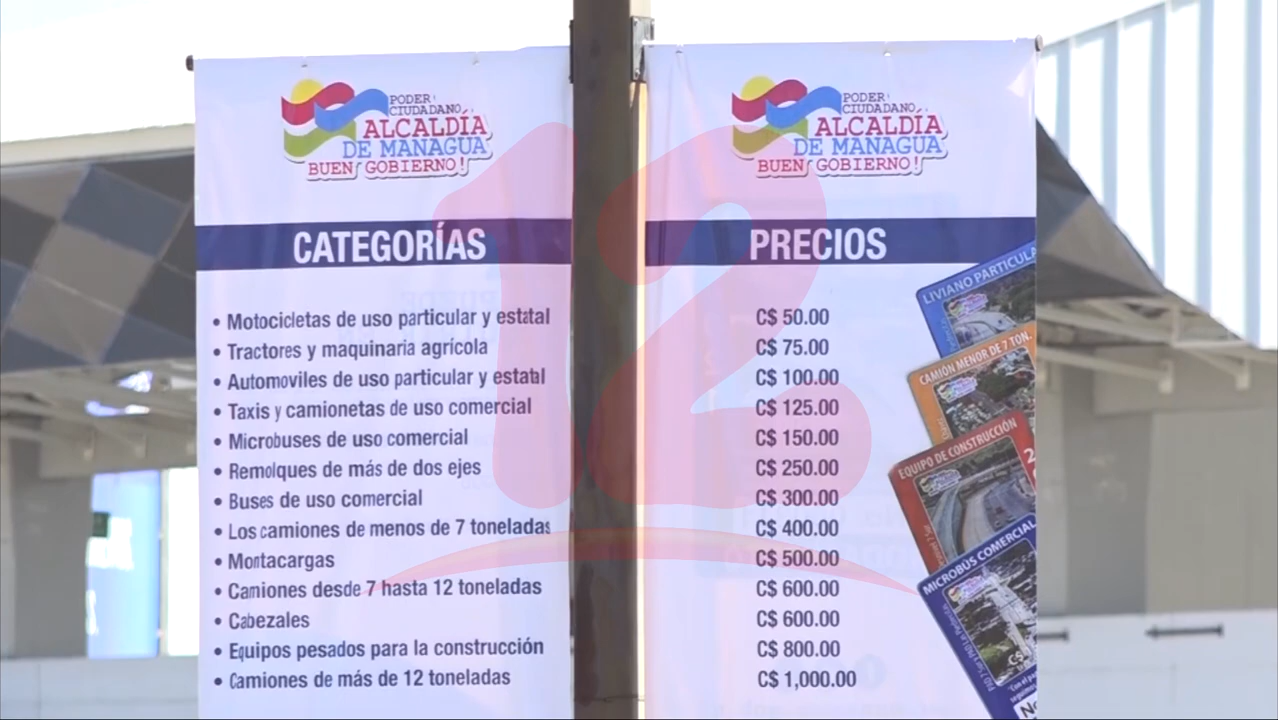 PODER
CIUDADANO
ALCALDÍA
DE MANAGUA
BUEN GOBIERNO!
CATEGORÍAS
• Motocicletas de uso particular y estatal
• Tractores y maquinaria agrícola
• Automoviles de uso particular y estatal
• Taxis y camionetas de uso comercial
• Microbuses de uso comercial
• Remolques de más de dos ejes
• Buses de uso comercial
• Los camiones de menos de 7 toneladas
• Montacargas
• Camiones desde 7 hasta 12 toneladas
• Cabezales
• Equipos pesados para la construcción
• Camiones de más de 12 toneladas
PODER
CIUDADANO
ALCALDÍA
DE MANAGUA
BUEN GOBIERNO!
PRECIOS
C$ 50.00
C$ 75.00
C$ 100.00
C$ 125.00
C$ 150.00
C$ 250.00
C$ 300.00
C$ 400.00
C$ 500.00
C$ 600.00
C$ 600.00
C$ 800.00
C$ 1,000.00
LIVIANO PARTICULA
CAMIÓN MENOR DE 7 TON.
EQUIPO DE CONSTRUCCIÓN
MICROBÚS COMERCIAL
12